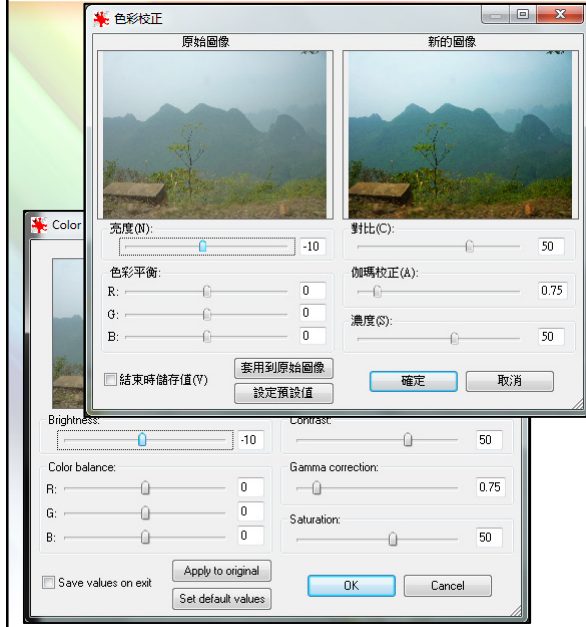 色彩校正
原始圖像
新的圖像
亮度(N):
-10
對比(C):
50
色彩平衡:
R:
0
G:
0
B:
0
伽瑪校正(A):
0.75
濃度(S):
50
結束時儲存值(V)
套用到原始圖像
設定預設值
確定
取消
Color
Brightness:
-10
Contrast:
50
Color balance:
R:
0
G:
0
B:
0
Gamma correction:
0.75
Saturation:
50
Save values on exit
Apply to original
Set default values
OK
Cancel